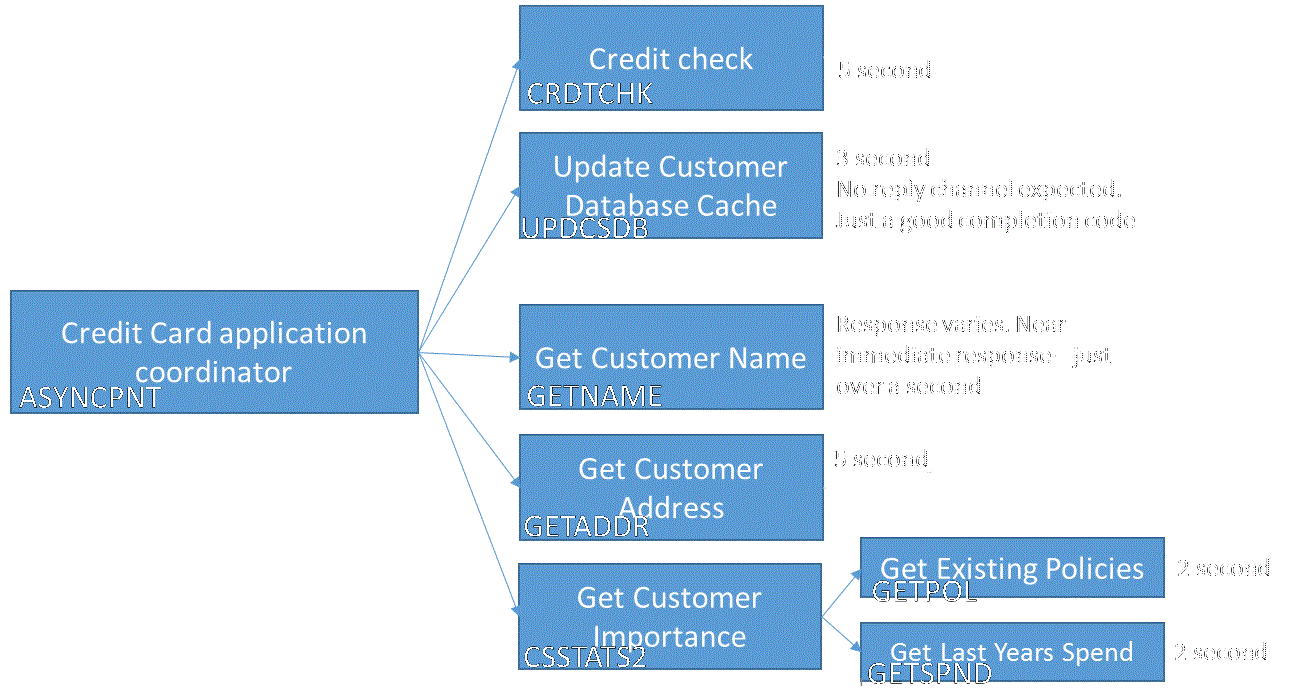 Credit check
CRDTCHK
5 second
Update Customer
Database Cache
UPDCSDB
3 second
No reply channel expected.
Just a good completion code
Credit Card application
coordinator
ASYNCPNT
Get Customer Name
GETNAME
Response varies. Near
immediate response - just
over a second
Get Customer
Address
GETADDR
5 second
Get Customer
Importance
CSSTATS2
Get Existing Policies
GETPOL
2 second
Get Last Years Spend
GETSPND
2 second